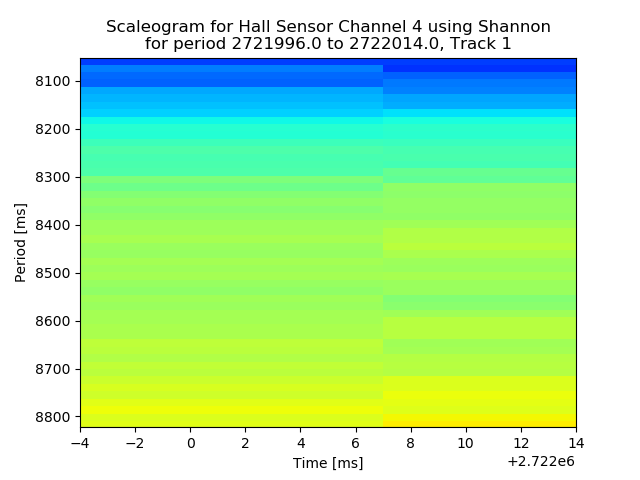 Scaleogram for Hall Sensor Channel 4 using Shannon
for period 2721996.0 to 2722014.0, Track 1
8100
8200
8300
8400
8500
8600
8700
8800
Period [ms]
−4 −2 0 2 4 6 8 10 12 14
Time [ms]
+2.722e6